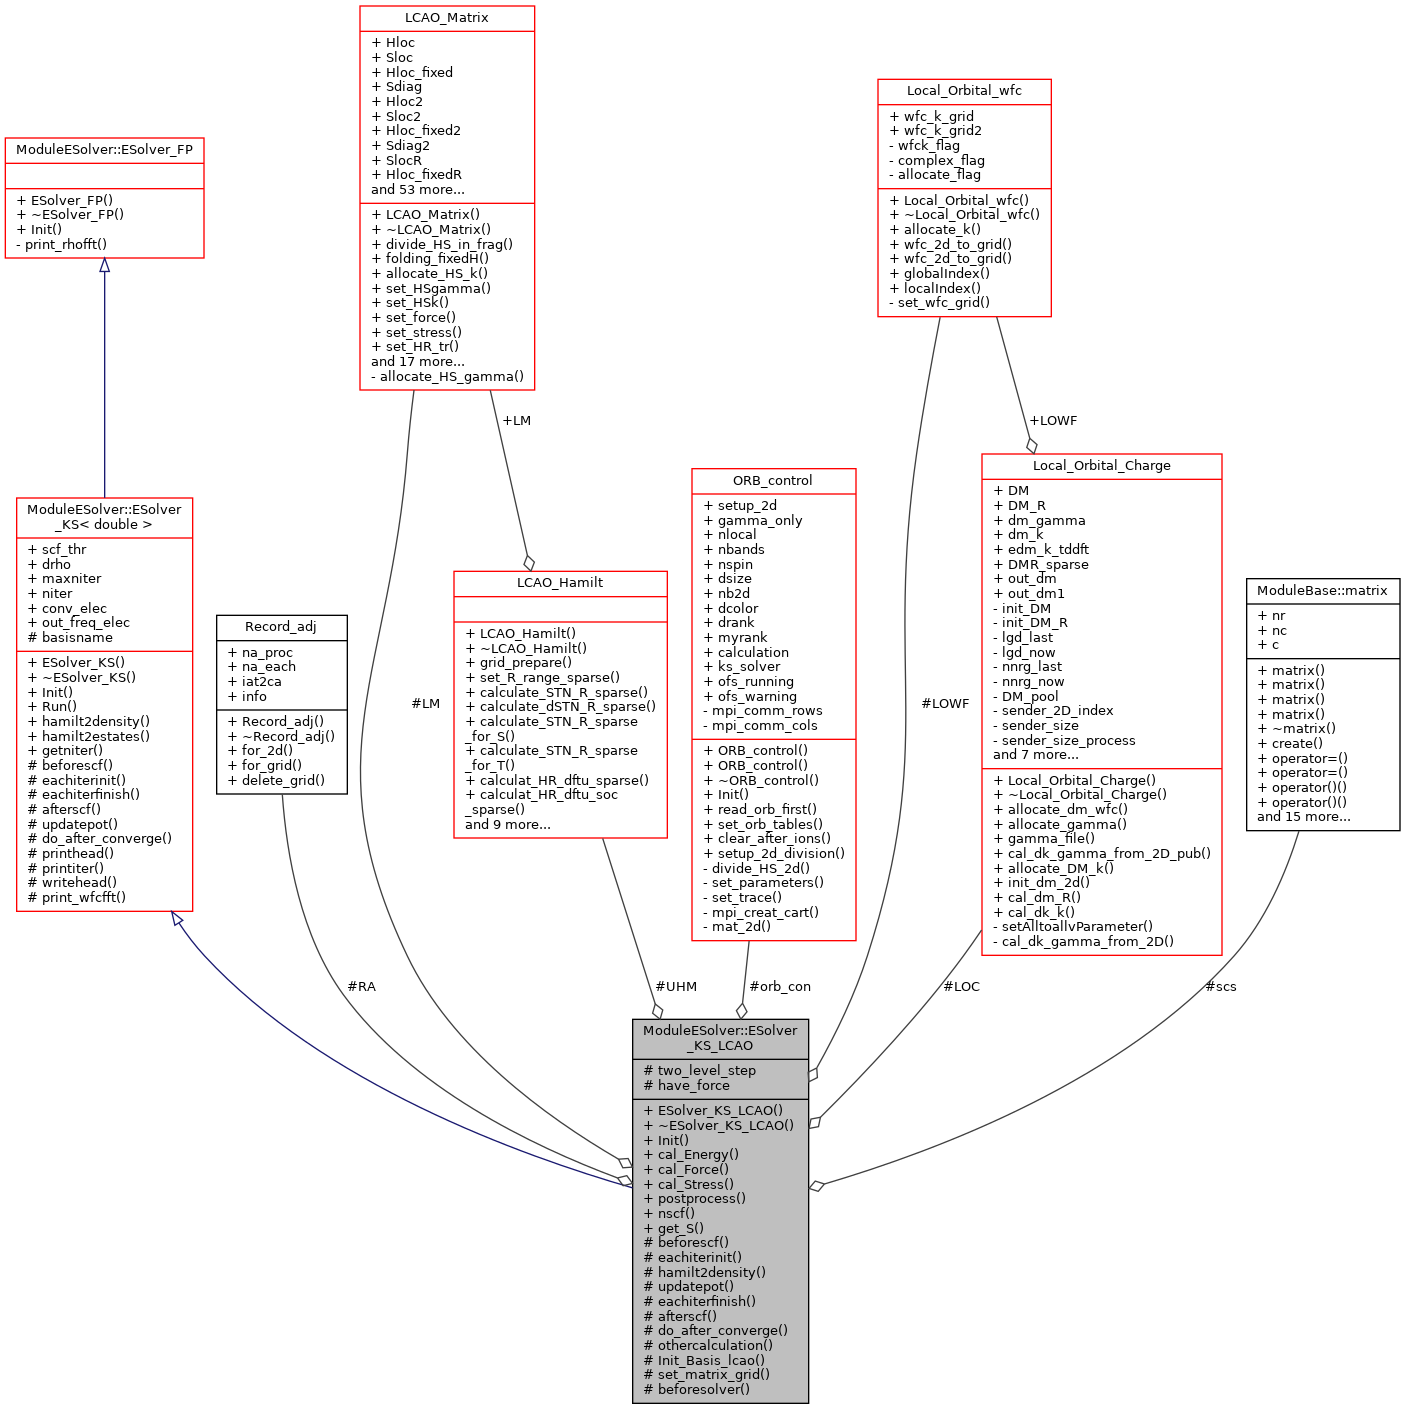 LCAO_Matrix
+ Hloc
+ Sloc
+ Hloc_fixed
+ Sdiag
+ Hloc2
+ Sloc2
+ Hloc_fixed2
+ Sdiag2
+ SlocR
+ Hloc_fixedR
and 53 more...
+ LCAO_Matrix()
+ ~LCAO_Matrix()
+ divide_HS_in_frag()
+ folding_fixedH()
+ allocate_HS_k()
+ set_HSgamma()
+ set_HSk()
+ set_force()
+ set_stress()
+ set_HR_tr()
and 17 more...
- allocate_HS_gamma()
Local_Orbital_wfc
+ wfc_k_grid
+ wfc_k_grid2
- wfck_flag
- complex_flag
- allocate_flag
+ Local_Orbital_wfc()
+ ~Local_Orbital_wfc()
+ allocate_k()
+ wfc_2d_to_grid()
+ wfc_2d_to_grid()
+ globalIndex()
+ localIndex()
- set_wfc_grid()
ModuleESolver::ESolver_FP
+ ESolver_FP()
+ ~ESolver_FP()
+ Init()
- print_rhofft()
+LM
+LOWF
ModuleESolver::ESolver
_KS< double >
+ scf_thr
+ drho
+ maxniter
+ niter
+ conv_elec
+ out_freq_elec
# basisname
+ ESolver_KS()
+ ~ESolver_KS()
+ Init()
+ Run()
+ hamilt2density()
+ hamilt2estates()
+ getniter()
# beforescf()
# eachiterinit()
# eachiterfinish()
# afterscf()
# updatepot()
# do_after_converge()
# printhead()
# printiter()
# writehead()
# print_wfcfft()
Record_adj
+ na_proc
+ na_each
+ iat2ca
+ info
+ Record_adj()
+ ~Record_adj()
+ for_2d()
+ for_grid()
+ delete_grid()
#LM
LCAO_Hamilt
+ LCAO_Hamilt()
+ ~LCAO_Hamilt()
+ grid_prepare()
+ set_R_range_sparse()
+ calculate_STN_R_sparse()
+ calculate_dSTN_R_sparse()
+ calculate_STN_R_sparse
_for_S()
+ calculate_STN_R_sparse
_for_T()
+ calculat_HR_dftu_sparse()
+ calculat_HR_dftu_soc
_sparse()
and 9 more...
ORB_control
+ setup_2d
+ gamma_only
+ nlocal
+ nbands
+ nspin
+ dsize
+ nb2d
+ dcolor
+ drank
+ myrank
+ calculation
+ ks_solver
+ ofs_running
+ ofs_warning
- mpi_comm_rows
- mpi_comm_cols
+ ORB_control()
+ ORB_control()
+ ~ORB_control()
+ Init()
+ read_orb_first()
+ set_orb_tables()
+ clear_after_ions()
+ setup_2d_division()
- divide_HS_2d()
- set_parameters()
- set_trace()
- mpi_creat_cart()
- mat_2d()
#LOWF
Local_Orbital_Charge
+ DM
+ DM_R
+ dm_gamma
+ dm_k
+ edm_k_tddft
+ DMR_sparse
+ out_dm
+ out_dm1
- init_DM
- init_DM_R
- lgd_last
- lgd_now
- nnrg_last
- nnrg_now
- DM_pool
- sender_2D_index
- sender_size
- sender_size_process
and 7 more...
+ Local_Orbital_Charge()
+ ~Local_Orbital_Charge()
+ allocate_dm_wfc()
+ allocate_gamma()
+ gamma_file()
+ cal_dk_gamma_from_2D_pub()
+ allocate_DM_k()
+ init_dm_2d()
+ cal_dm_R()
+ cal_dk_k()
- setAlltoallvParameter()
- cal_dk_gamma_from_2D()
ModuleBase::matrix
+ nr
+ nc
+ c
+ matrix()
+ matrix()
+ matrix()
+ matrix()
+ ~matrix()
+ create()
+ operator=()
+ operator=()
+ operator()()
+ operator()()
and 15 more...
#RA
#UHM
#orb_con
#LOC
#scs
ModuleESolver::ESolver
_KS_LCAO
# two_level_step
# have_force
+ ESolver_KS_LCAO()
+ ~ESolver_KS_LCAO()
+ Init()
+ cal_Energy()
+ cal_Force()
+ cal_Stress()
+ postprocess()
+ nscf()
+ get_S()
# beforescf()
# eachiterinit()
# hamilt2density()
# updatepot()
# eachiterfinish()
# afterscf()
# do_after_converge()
# othercalculation()
# Init_Basis_lcao()
# set_matrix_grid()
# beforesolver()